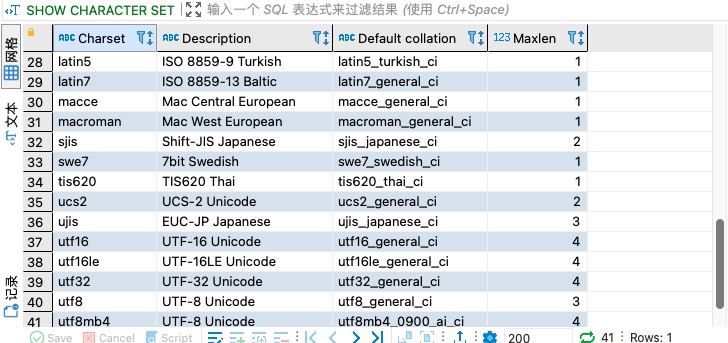 SHOW CHARACTER SET 输入一个 SQL 表达式来过滤结果 (使用 Ctrl+Space)
网格
文本
记录
ABC Charset ABC Description ABC Default collation 123 Maxlen
28 latin5 ISO 8859-9 Turkish latin5_turkish_ci 1
29 latin7 ISO 8859-13 Baltic latin7_general_ci 1
30 macce Mac Central European macce_general_ci 1
31 macroman Mac West European macroman_general_ci 1
32 sjis Shift-JIS Japanese sjis_japanese_ci 2
33 swe7 7bit Swedish swe7_swedish_ci 1
34 tis620 TIS620 Thai tis620_thai_ci 1
35 ucs2 UCS-2 Unicode ucs2_general_ci 2
36 ujis EUC-JP Japanese ujis_japanese_ci 3
37 utf16 UTF-16 Unicode utf16_general_ci 4
38 utf16le UTF-16LE Unicode utf16le_general_ci 4
39 utf32 UTF-32 Unicode utf32_general_ci 4
40 utf8 UTF-8 Unicode utf8_general_ci 3
41 utf8mb4 UTF-8 Unicode utf8mb4_0900_ai_ci 4
Save Cancel Script 200 41 Rows: 1